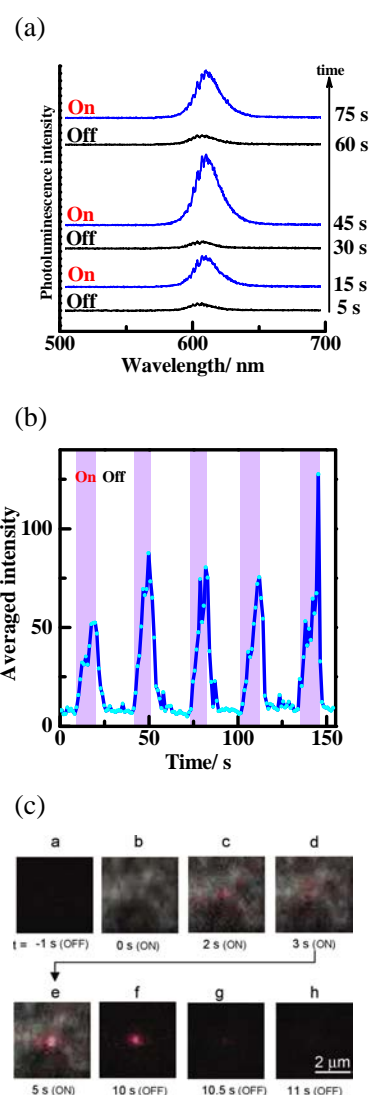 (a)
Photoluminescence intensity
time
On
75 s
Off
60 s
On
45 s
Off
30 s
On
15 s
Off
5 s
500
600
700
Wavelength/ nm
(b)
Averaged intensity
On Off
100
50
0
0
50
100
150
Time/ s
(c)
a
b
c
d
t = -1 s (OFF)
0 s (ON)
2 s (ON)
3 s (ON)
e
f
g
h
2 μm
5 s (ON)
10 s (OFF)
10.5 s (OFF)
11 s (OFF)